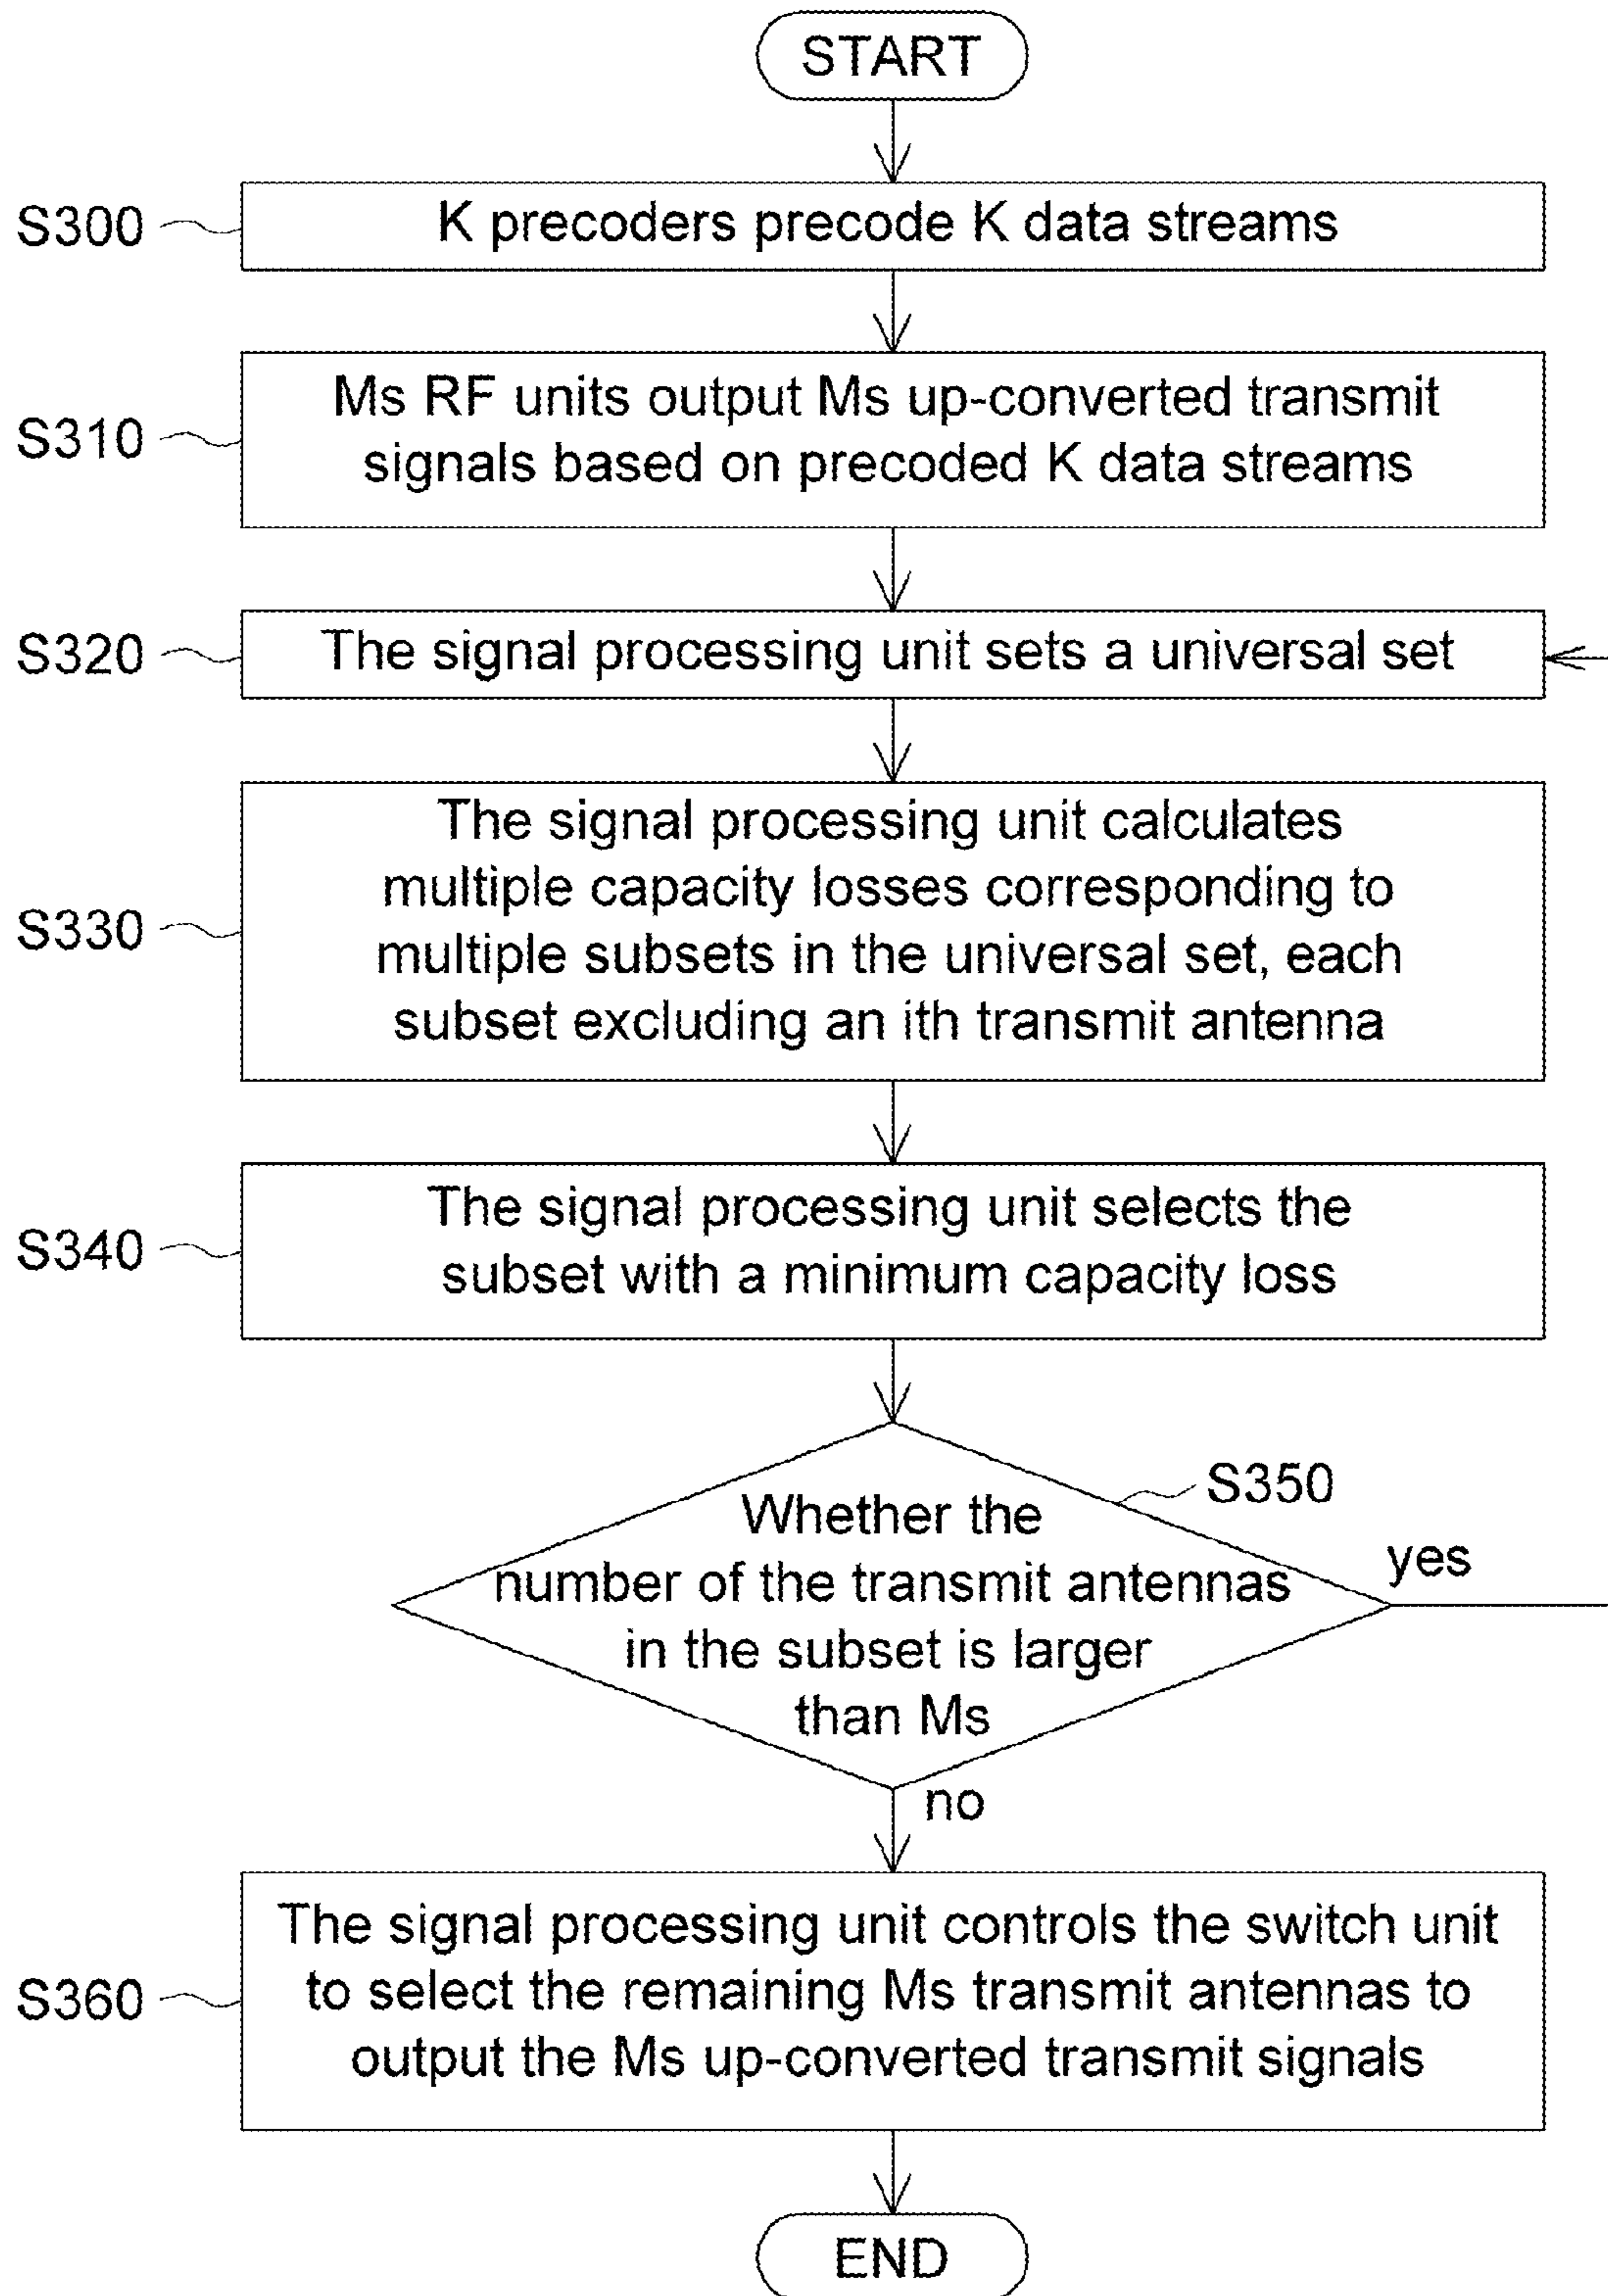 START
S300
K precoders precode K data streams
S310
Ms RF units output Ms up-converted transmit
signals based on precoded K data streams
S320
The signal processing unit sets a universal set
S330
The signal processing unit calculates
multiple capacity losses corresponding to
multiple subsets in the universal set, each
subset excluding an ith transmit antenna
S340
The signal processing unit selects the
subset with a minimum capacity loss
S350
Whether the
number of the transmit antennas
in the subset is larger
than Ms
yes
no
S360
The signal processing unit controls the switch unit
to select the remaining Ms transmit antennas to
output the Ms up-converted transmit signals
END